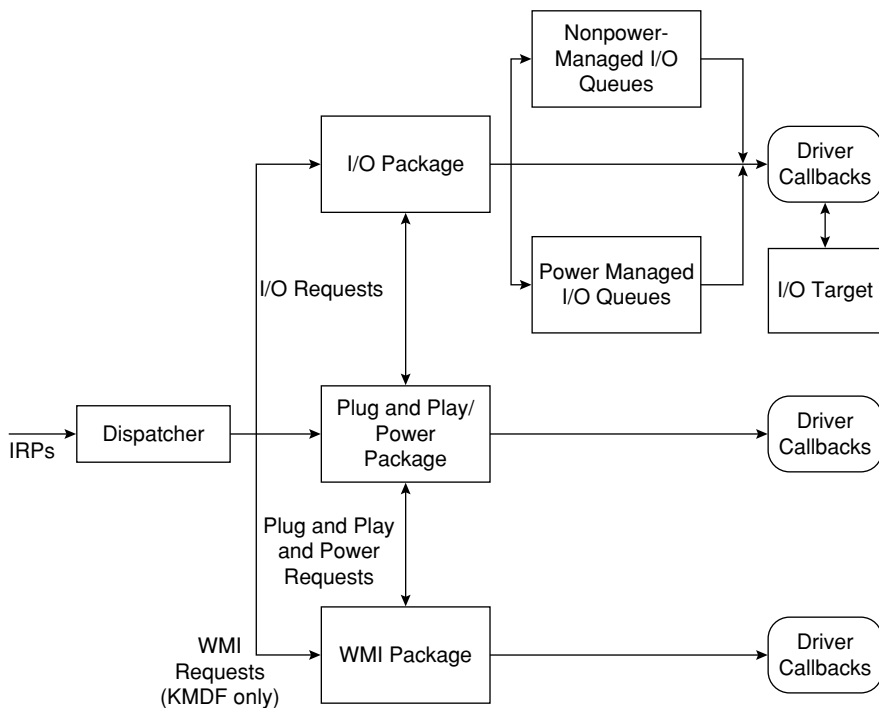 Nonpower-
Managed I/O
Queues
I/O Package
Driver
Callbacks
I/O Requests
Power Managed
I/O Queues
I/O Target
IRPs
Dispatcher
Plug and Play/
Power
Package
Driver
Callbacks
Plug and Play
and Power
Requests
WMI
Requests
(KMDF only)
WMI Package
Driver
Callbacks